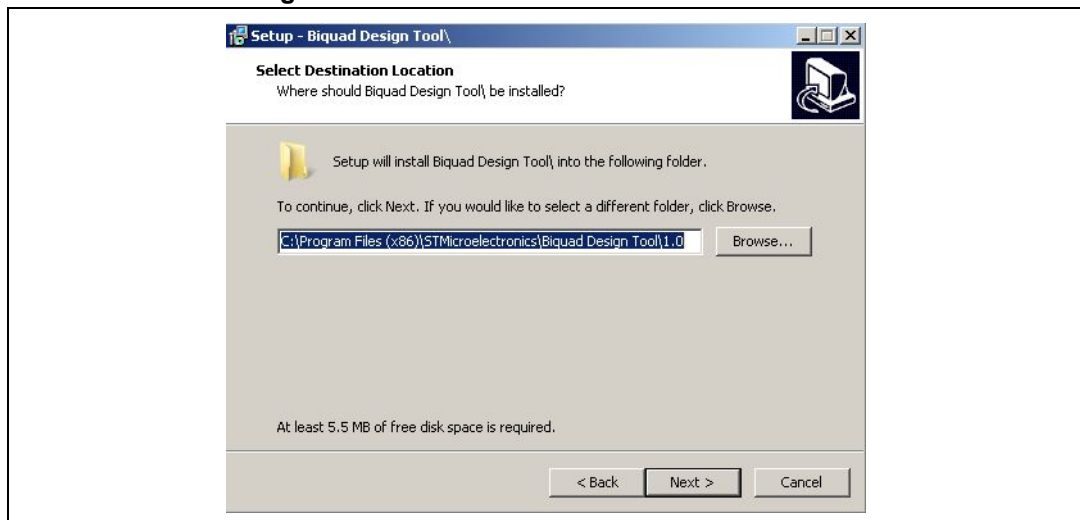 Setup - Biquad Design Tool\
Select Destination Location
Where should Biquad Design Tool\ be installed?
Setup will install Biquad Design Tool\ into the following folder.
To continue, click Next. If you would like to select a different folder, click Browse.
C:\Program Files (x86)\STMicroelectronics\Biquad Design Tool\1.0 Browse...
At least 5.5 MB of free disk space is required.
< Back Next > Cancel